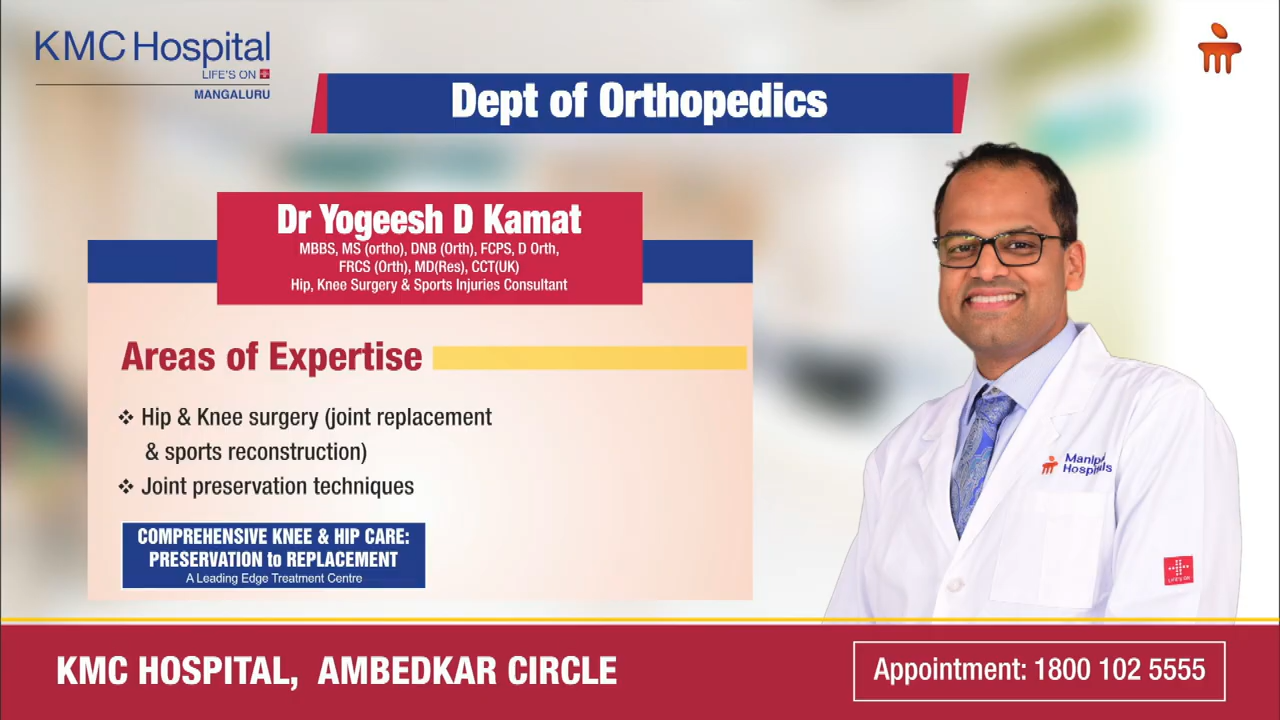 KMC Hospital
LIFE'S ON
MANGALURU
Dept of Orthopedics
Dr Yogeesh D Kamat
MBBS, MS (ortho), DNB (Orth), FCPS, D Orth,
FRCS (Orth), MD(Res), CCT(UK)
Hip, Knee Surgery & Sports Injuries Consultant
Areas of Expertise
❖ Hip & Knee surgery (joint replacement
& sports reconstruction)
❖ Joint preservation techniques
COMPREHENSIVE KNEE & HIP CARE:
PRESERVATION to REPLACEMENT
A Leading Edge Treatment Centre
Manipal
Hospitals
LIFE'S ON
KMC HOSPITAL, AMBEDKAR CIRCLE
Appointment: 1800 102 5555